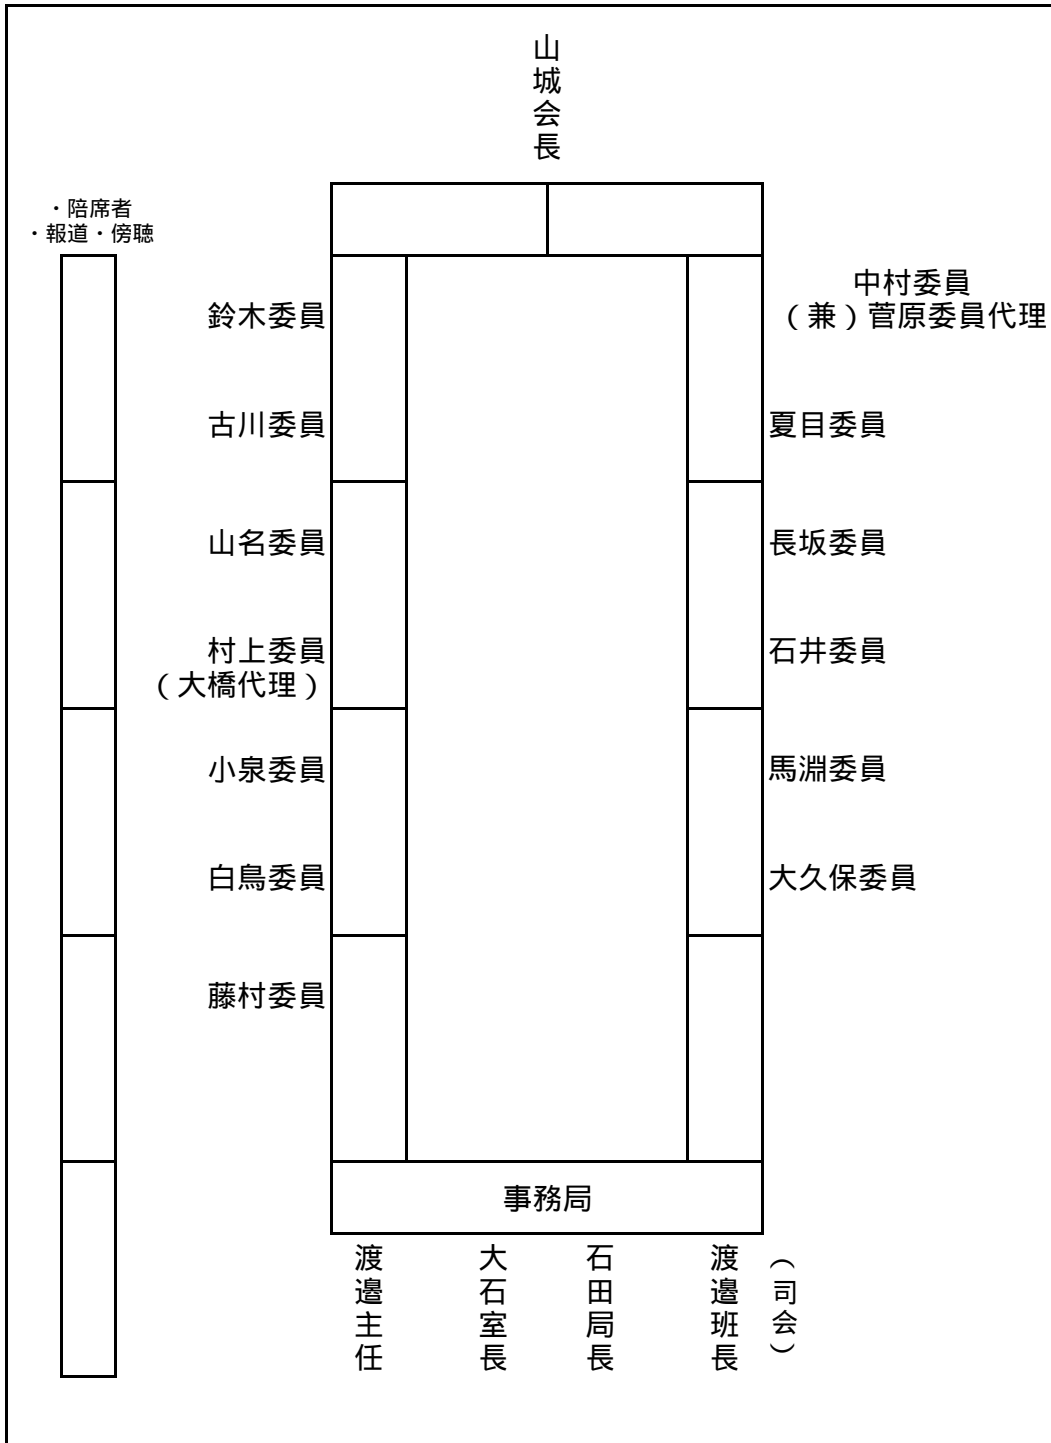 山城会長
・陪席者
・報道・傍聴
鈴木委員
古川委員
山名委員
村上委員
（大橋代理）
小泉委員
白鳥委員
藤村委員
中村委員
（兼）菅原委員代理
夏目委員
長坂委員
石井委員
馬淵委員
大久保委員
事務局
渡邉主任
大石室長
石田局長
渡邉班長
（司会）